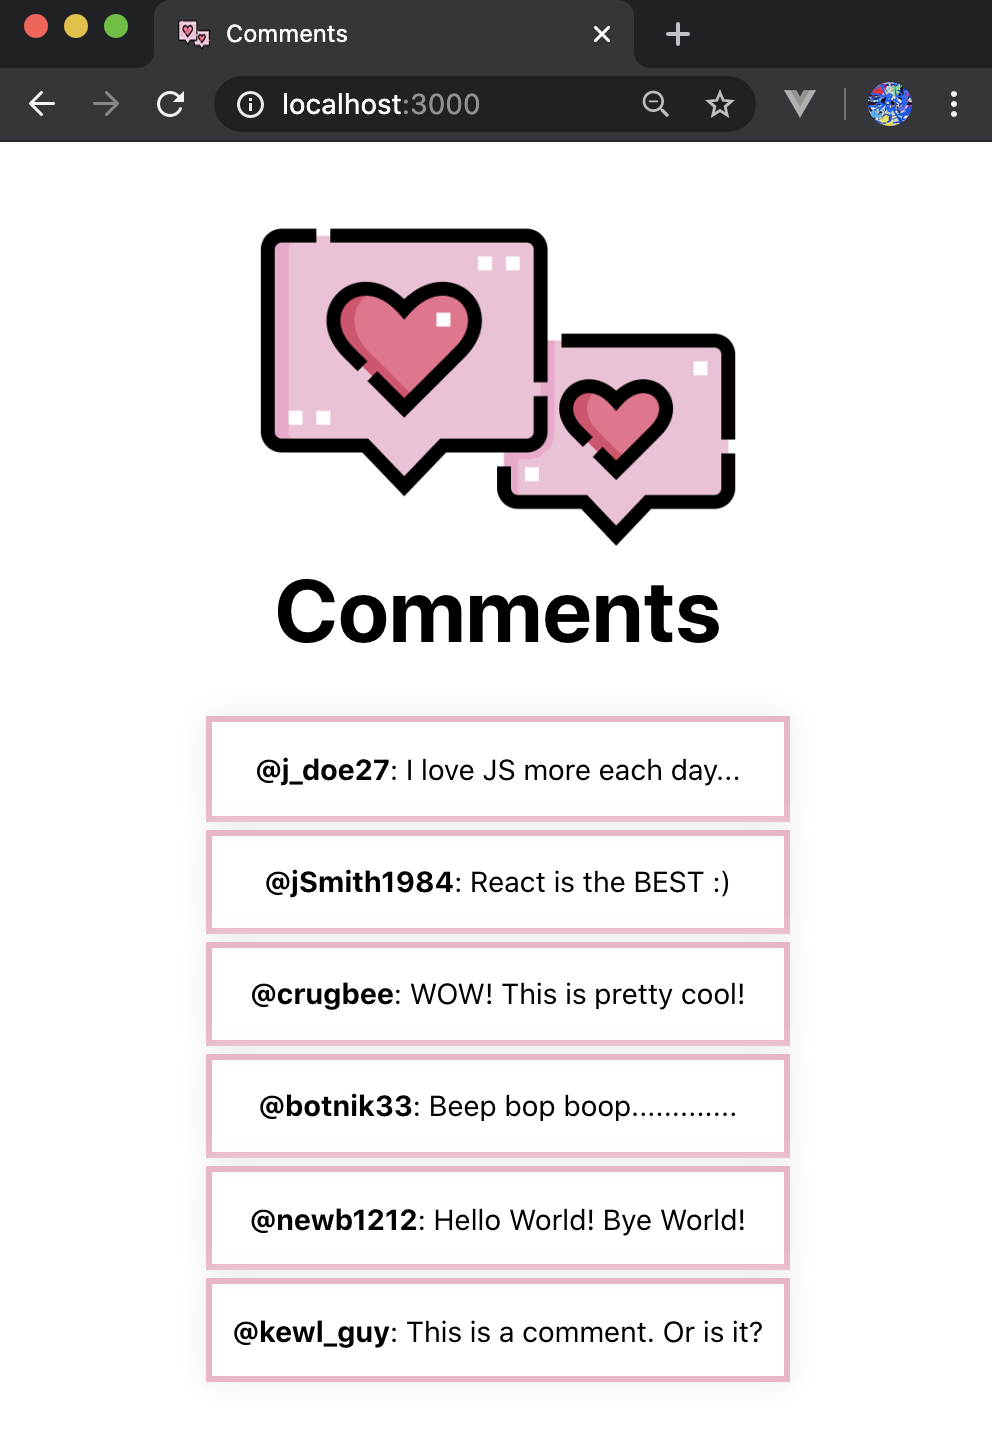 Comments
localhost:3000
Comments
@j_doe27: I love JS more each day...
@jSmith1984: React is the BEST :)
@crugbee: WOW! This is pretty cool!
@botnik33: Beep bop boop.............
@newb1212: Hello World! Bye World!
@kewl_guy: This is a comment. Or is it?